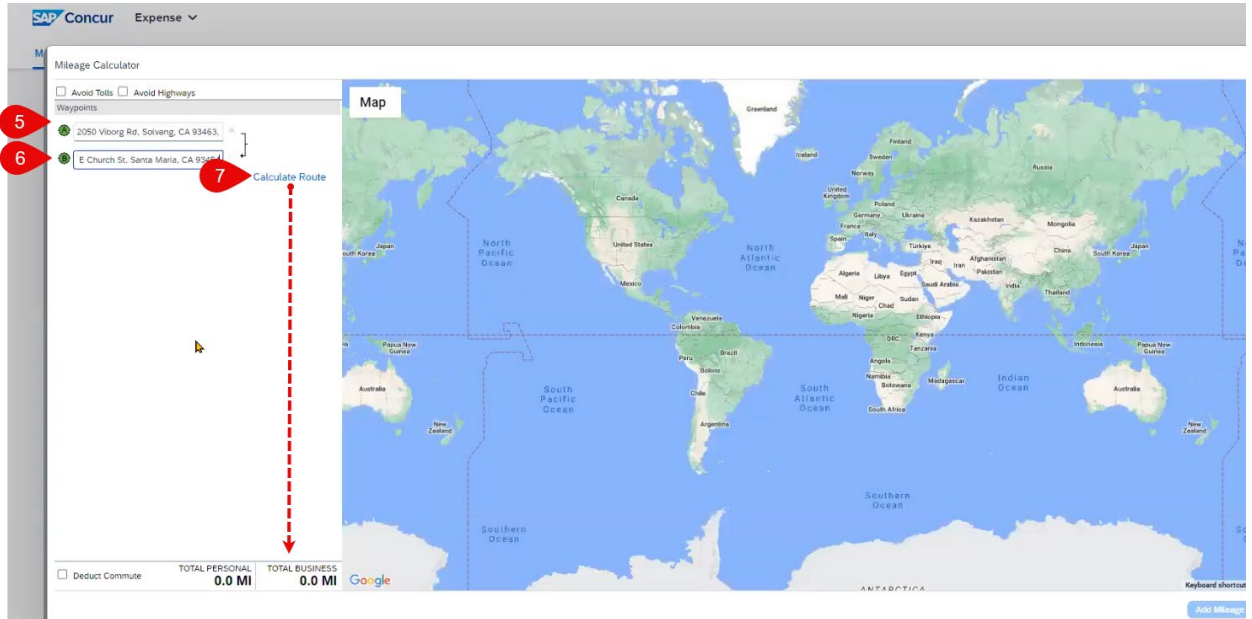 SAP Concur Expense
M
Mileage Calculator
Avoid Tolls Avoid Highways
Waypoints
5
A 2050 Viborg Rd, Solvang, CA 93463,
6
B E Church St, Santa Maria, CA 9345
7
Calculate Route
Map
Greenland
Iceland
Finland
Sweden
Norway
Russia
United
Kingdom
Canada
Poland
Germany Ukraine
Kazakhstan
Mongolia
France
Italy
Spain
Türkiye
North
Pacific
Ocean
United States
North
Atlantic
Ocean
Japan
South Korea
China
Japan
South Korea
Iraq Iran
Afghanistan
Pakistan
Algeria Libya Egypt
Saudi Arabia
India
Thailand
Mexico
Mali Niger Sudan
Chad
Nigeria Ethiopia
Venezuela
Colombia
DRC Kenya
Tanzania
Indonesia
Papua New
Guinea
Papua New
Guinea
Peru Brazil
Bolivia
Angola
Namibia
Botswana
Madagascar
South Africa
Chile
Argentina
South
Pacific
Ocean
South
Atlantic
Ocean
Indian
Ocean
Australia
Australia
New
Zealand
New
Zealand
Southern
Ocean
Southern
Ocean
ANTARCTICA
Deduct Commute
TOTAL PERSONAL
0.0 MI
TOTAL BUSINESS
0.0 MI
Google
Keyboard shortcut
Add Mileage